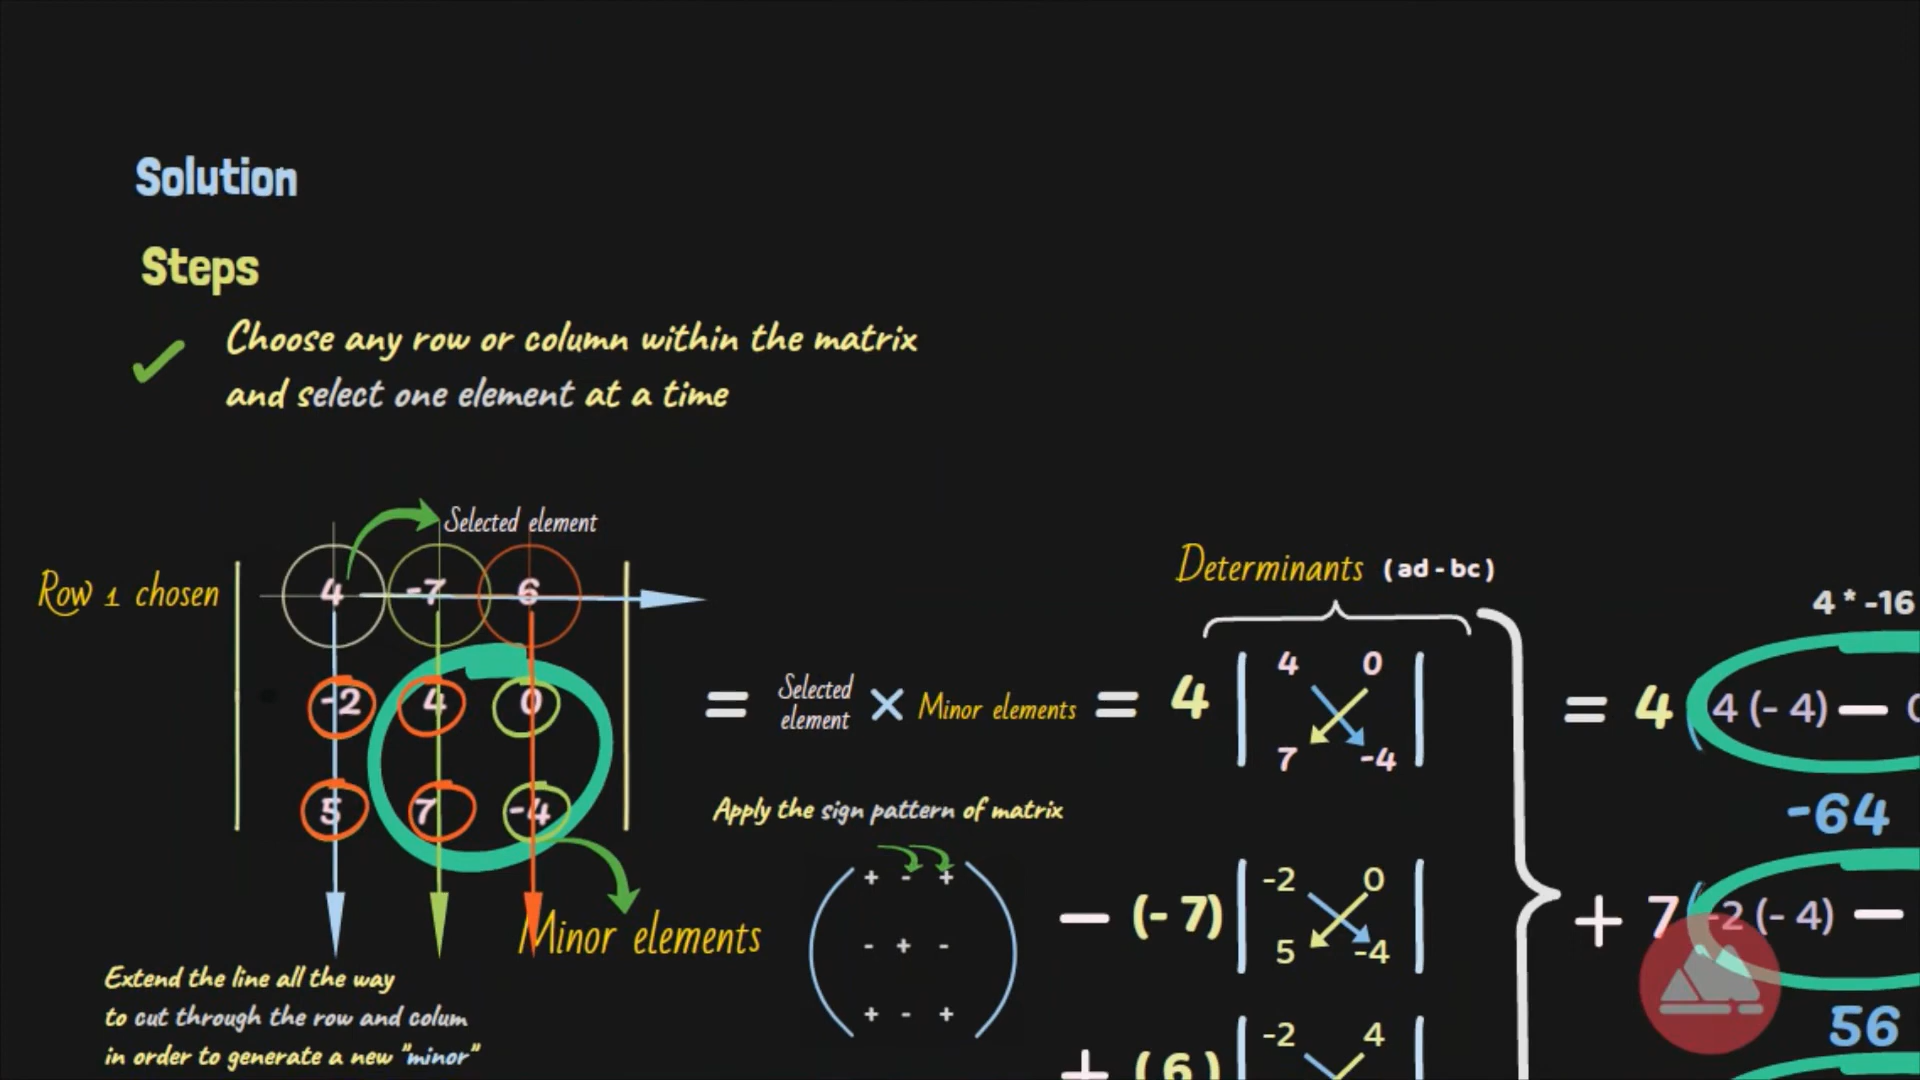 Solution
Steps
Choose any row or column within the matrix
and select one element at a time
Selected element
Row 1 chosen
4 -7 6
-2 4 0
5 7 -4
Minor elements
Extend the line all the way
to cut through the row and colum
in order to generate a new "minor"
= Selected element × Minor elements =
Apply the sign pattern of matrix
+ - +
- + -
+ - +
Determinants (ad - bc)
4 | 4 0
7 -4 |
- (- 7) | -2 0
5 -4 |
+ ( 6 ) | -2 4
4 * -16
= 4 ( 4 (- 4) —
-64
+ 7 ( -2 (- 4) —
56